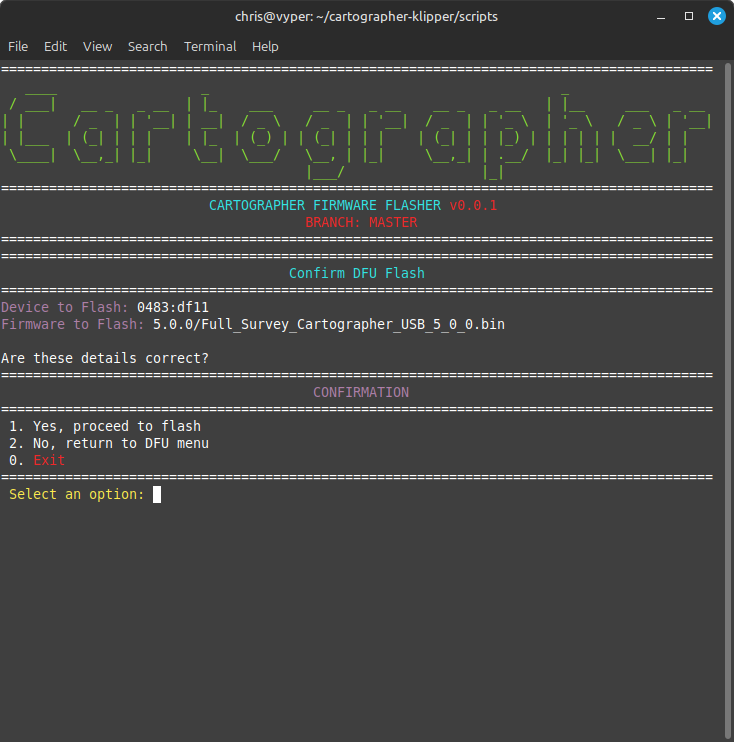 chris@vyper: ~/cartographer-klipper/scripts
File Edit View Search Terminal Help
Cartographer
CARTOGRAPHER FIRMWARE FLASHER v0.0.1
BRANCH: MASTER
Confirm DFU Flash
Device to Flash: 0483:df11
Firmware to Flash: 5.0.0/Full_Survey_Cartographer_USB_5_0_0.bin
Are these details correct?
CONFIRMATION
1. Yes, proceed to flash
2. No, return to DFU menu
0. Exit
Select an option: